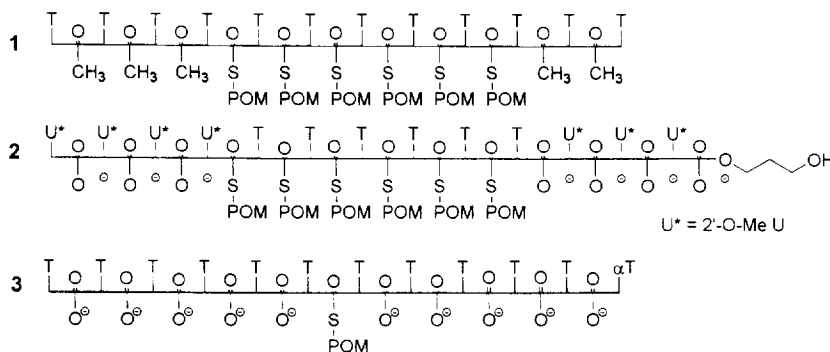 T T T T T T T T T T T T
O O O O O O O O O O O
1
CH₃ CH₃ CH₃ S S S S S S CH₃ CH₃
POM POM POM POM POM POM
U* U* U* U* T T T T T T U* U* U*
O O O O O O O O O O O O O
2 O OH
O ⊖ O ⊖ O ⊖ S S S S S S O ⊖ O ⊖ O ⊖ O ⊖
POM POM POM POM POM POM
U* = 2'-O-Me U
T T T T T T T T T T T αT
O O O O O O O O O O O
3
O⊖ O⊖ O⊖ O⊖ O⊖ S O⊖ O⊖ O⊖ O⊖ O⊖
POM